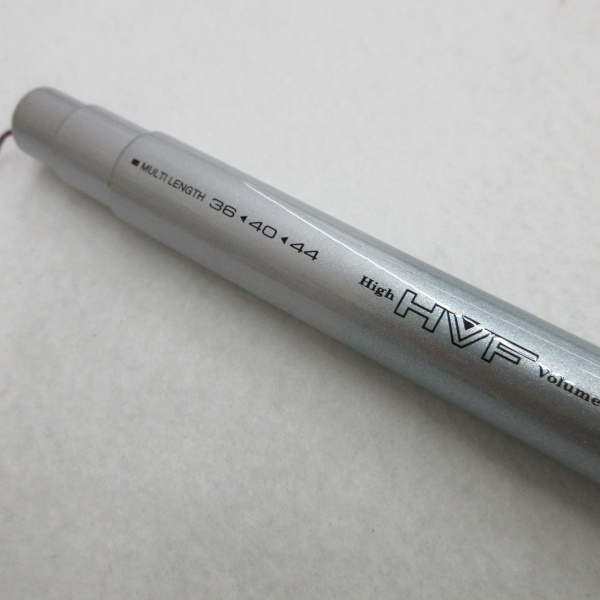 ■ MULTI LENGTH 36◂40◂44
High HVF Volume